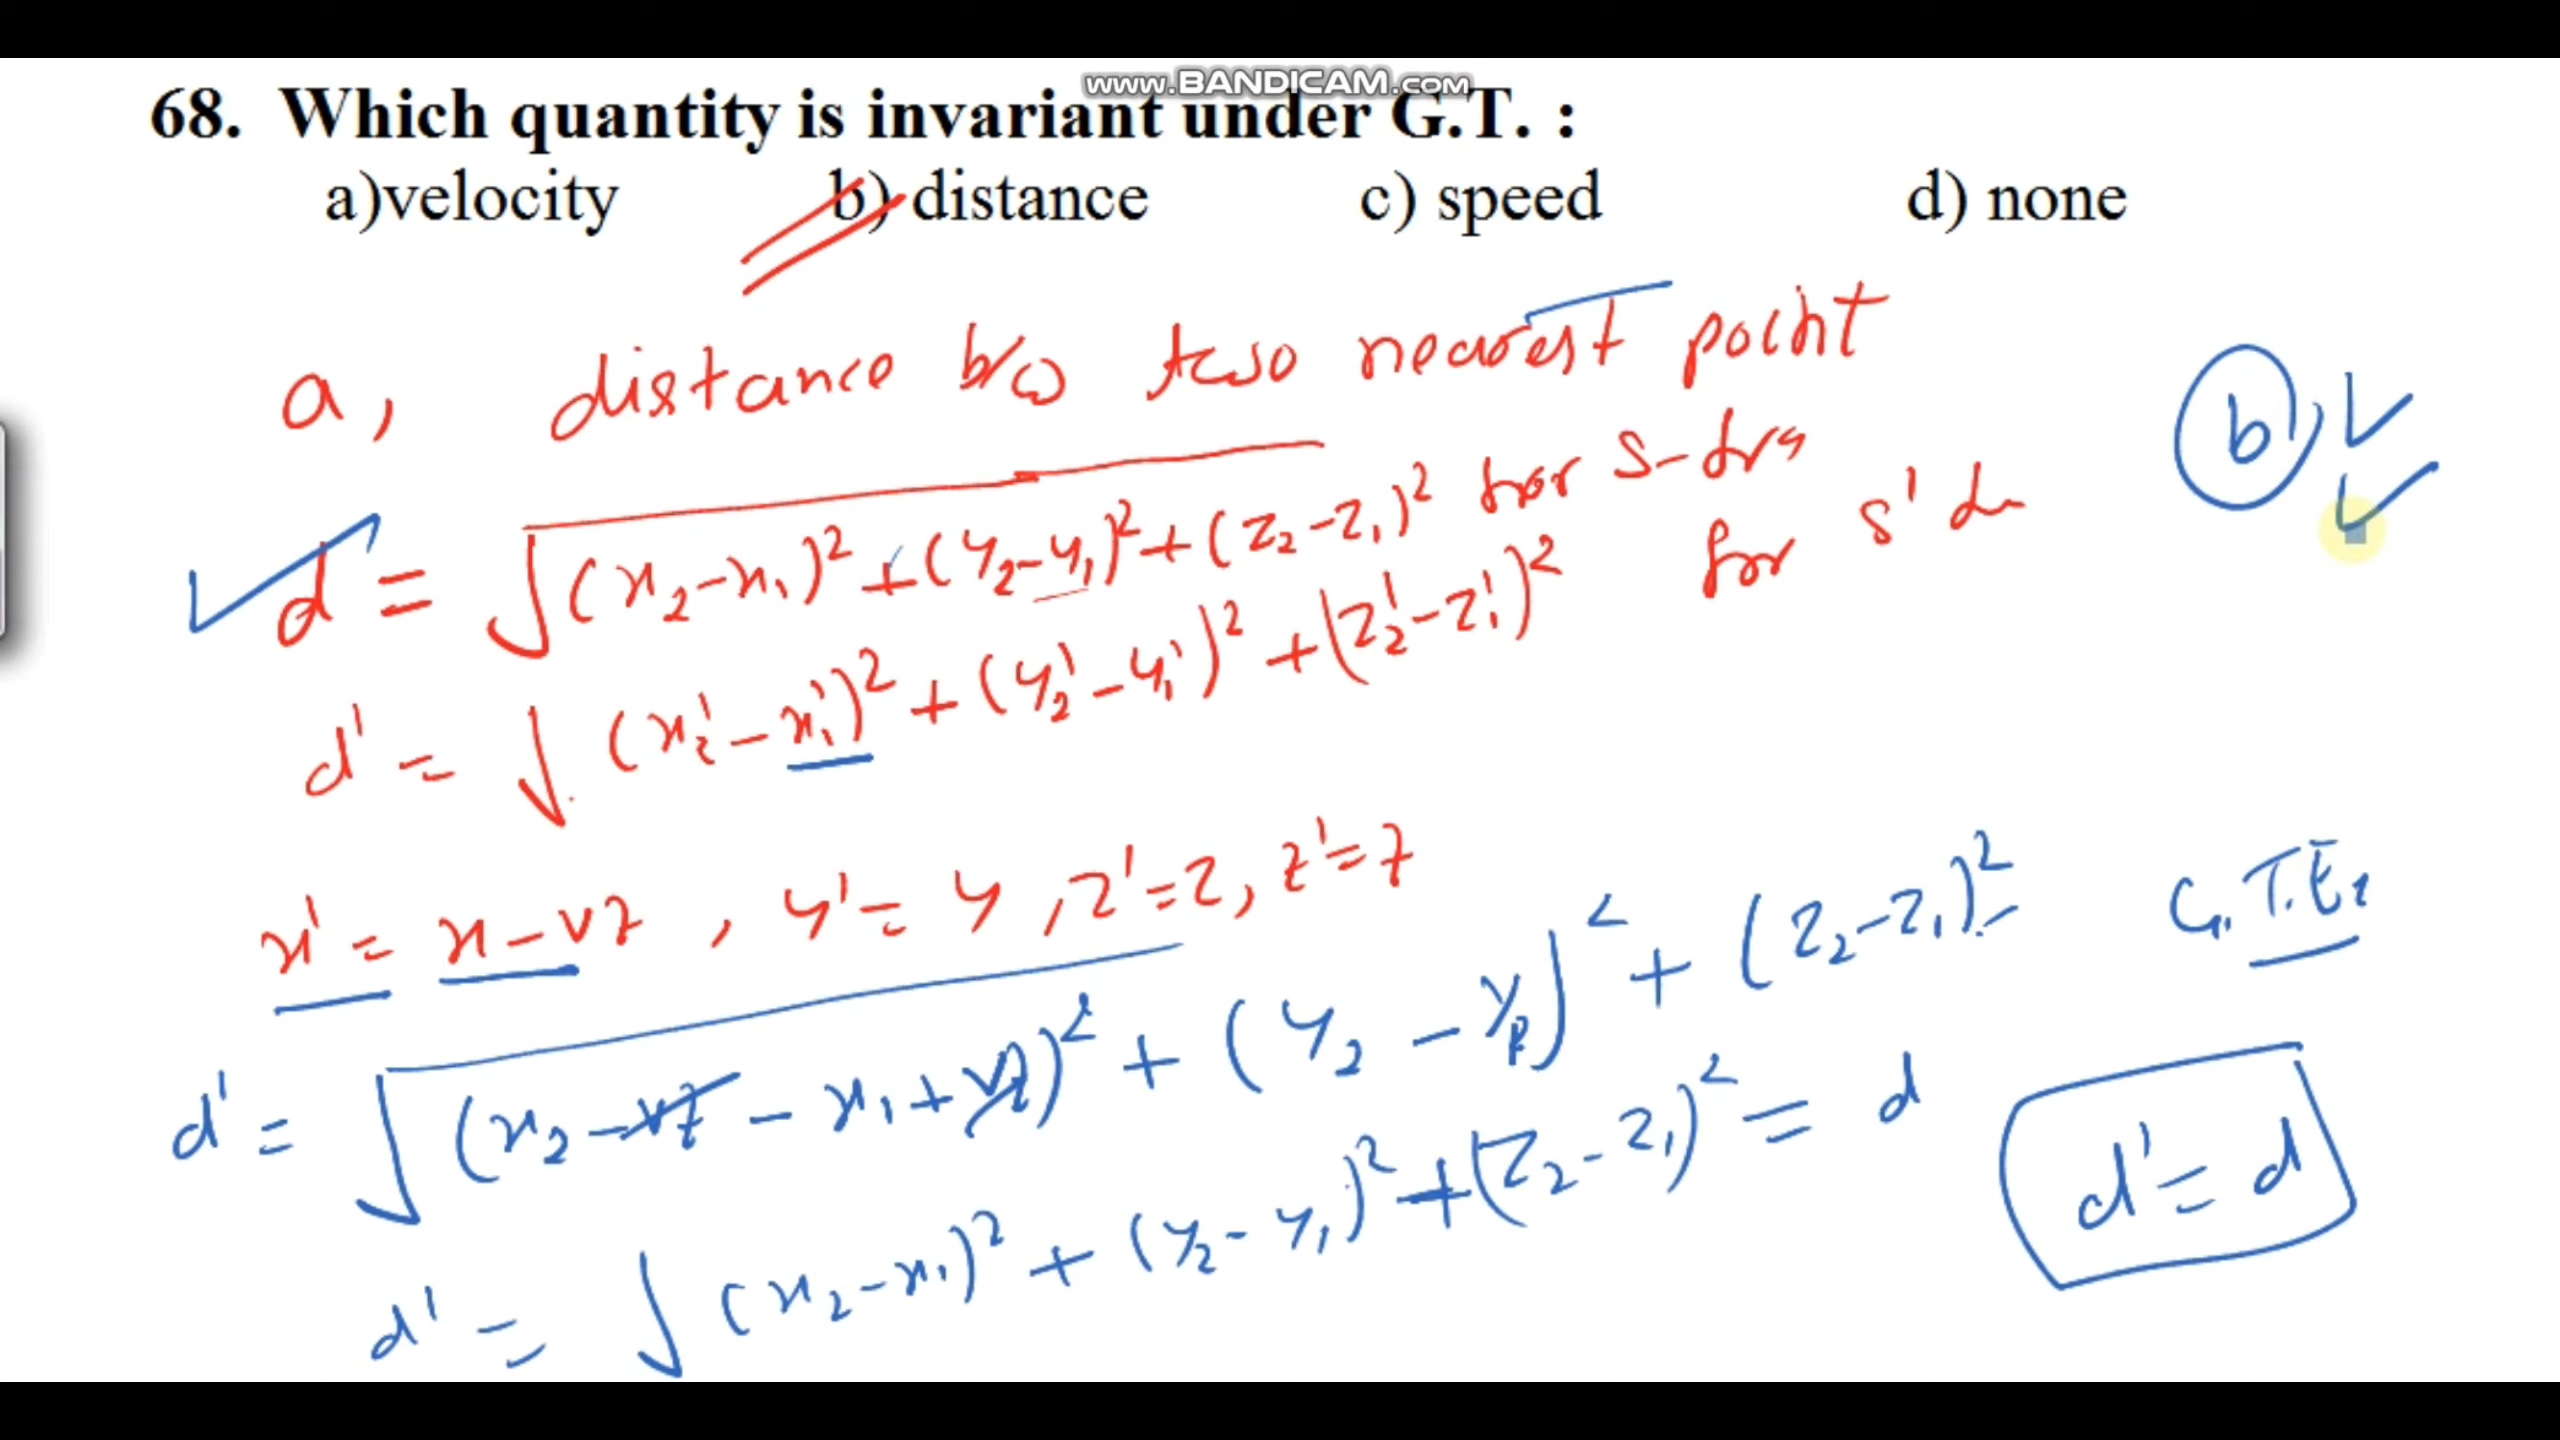 www.BANDICAM.com
68. Which quantity is invariant under G.T. :
a)velocity b) distance c) speed d) none
a, distance b/w two nearest point
b) ✓
d = √(x₂-x₁)² + (y₂-y₁)² + (z₂-z₁)² for S-
✓
d' = √(x₂'-x₁')² + (y₂'-y₁')² + (z₂'-z₁')² for s'
x' = x-vt , y' = y , z' = z, t' = t
G.T.E,
d' = √(x₂-vt - x₁+vt)² + (y₂ - y₁)² + (z₂-z₁)²
d' = √(x₂-x₁)² + (y₂-y₁)² + (z₂-z₁)² = d
d' = d